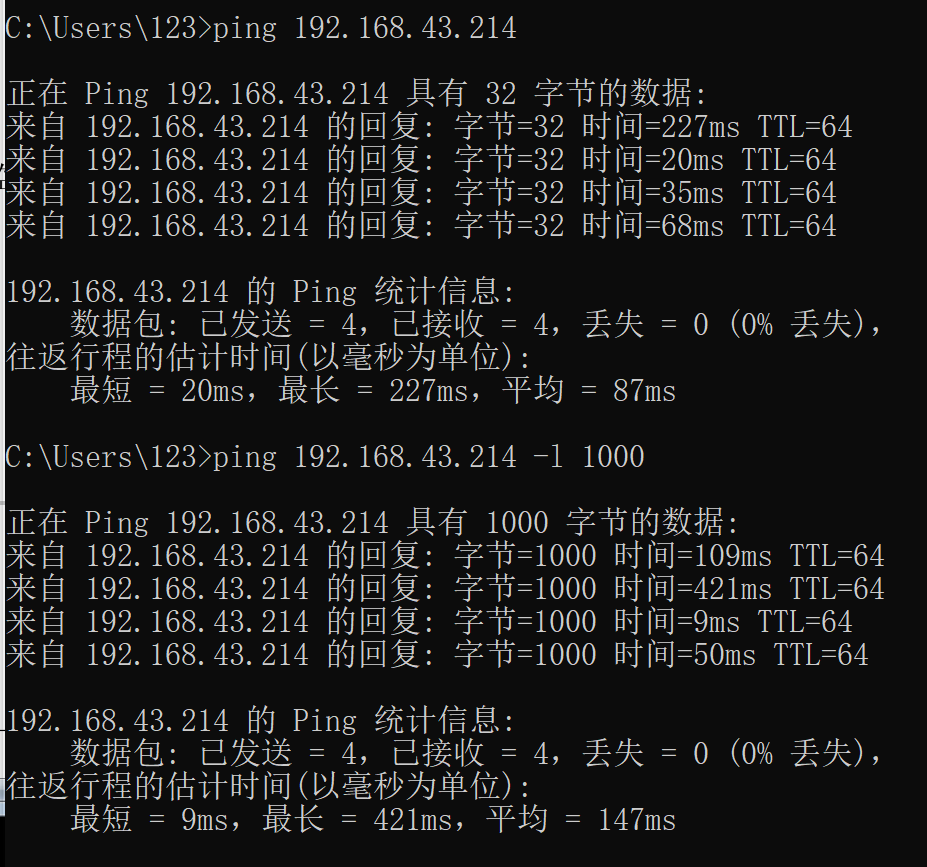 C:\Users\123>ping 192.168.43.214
正在 Ping 192.168.43.214 具有 32 字节的数据:
来自 192.168.43.214 的回复: 字节=32 时间=227ms TTL=64
来自 192.168.43.214 的回复: 字节=32 时间=20ms TTL=64
来自 192.168.43.214 的回复: 字节=32 时间=35ms TTL=64
来自 192.168.43.214 的回复: 字节=32 时间=68ms TTL=64
192.168.43.214 的 Ping 统计信息:
数据包: 已发送 = 4，已接收 = 4，丢失 = 0 (0% 丢失)，
往返行程的估计时间(以毫秒为单位):
最短 = 20ms，最长 = 227ms，平均 = 87ms
C:\Users\123>ping 192.168.43.214 -l 1000
正在 Ping 192.168.43.214 具有 1000 字节的数据:
来自 192.168.43.214 的回复: 字节=1000 时间=109ms TTL=64
来自 192.168.43.214 的回复: 字节=1000 时间=421ms TTL=64
来自 192.168.43.214 的回复: 字节=1000 时间=9ms TTL=64
来自 192.168.43.214 的回复: 字节=1000 时间=50ms TTL=64
192.168.43.214 的 Ping 统计信息:
数据包: 已发送 = 4，已接收 = 4，丢失 = 0 (0% 丢失)，
往返行程的估计时间(以毫秒为单位):
最短 = 9ms，最长 = 421ms，平均 = 147ms